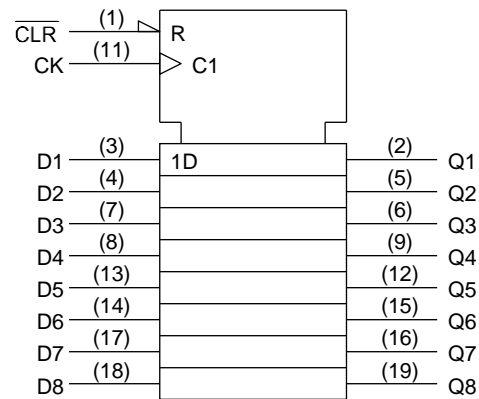 CLR (1) R
CK (11) C1
D1 (3) 1D (2) Q1
D2 (4) (5) Q2
D3 (7) (6) Q3
D4 (8) (9) Q4
D5 (13) (12) Q5
D6 (14) (15) Q6
D7 (17) (16) Q7
D8 (18) (19) Q8